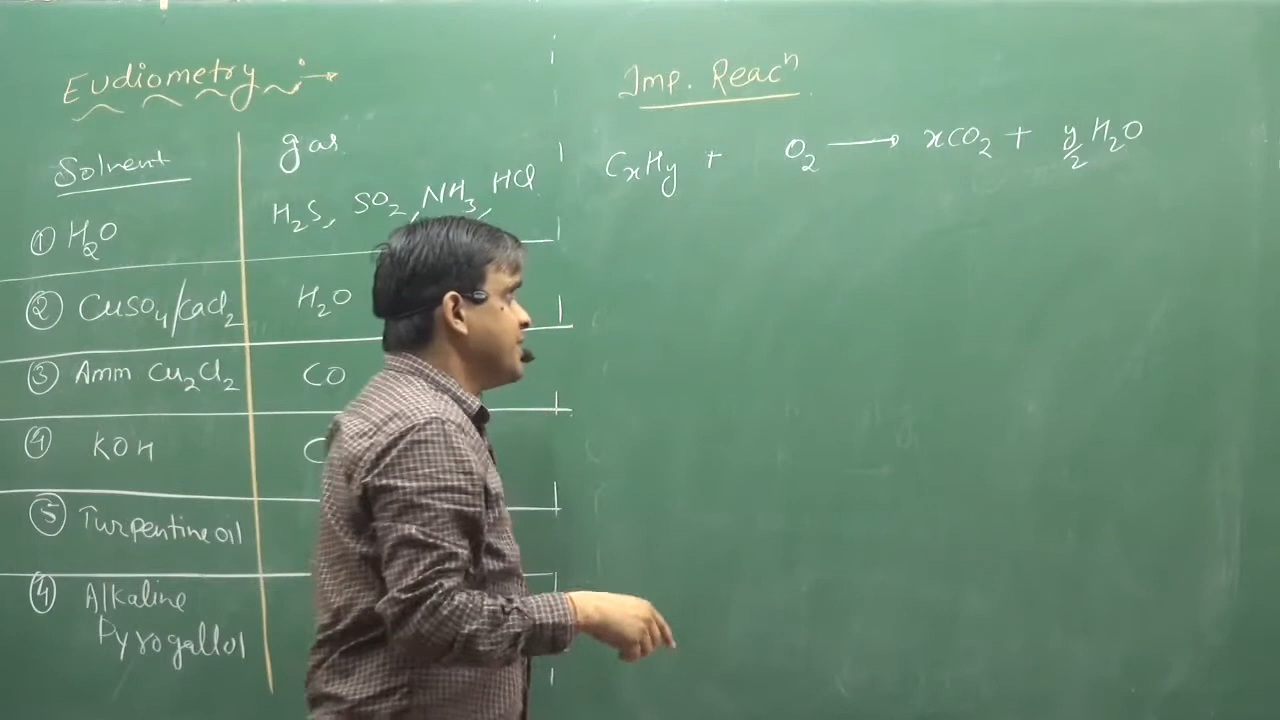 Eudiometry :→
Solvent gas
① H₂O H₂S, SO₂, NH₃, HCl
② CuSO₄/CaCl₂ H₂O
③ Amm Cu₂Cl₂ CO
④ KOH C
⑤ Turpentine oil
④ Alkaline
Pyrogallol
Imp. Reacⁿ
CxHy + O₂ ⟶ xCO₂ + y/2 H₂O